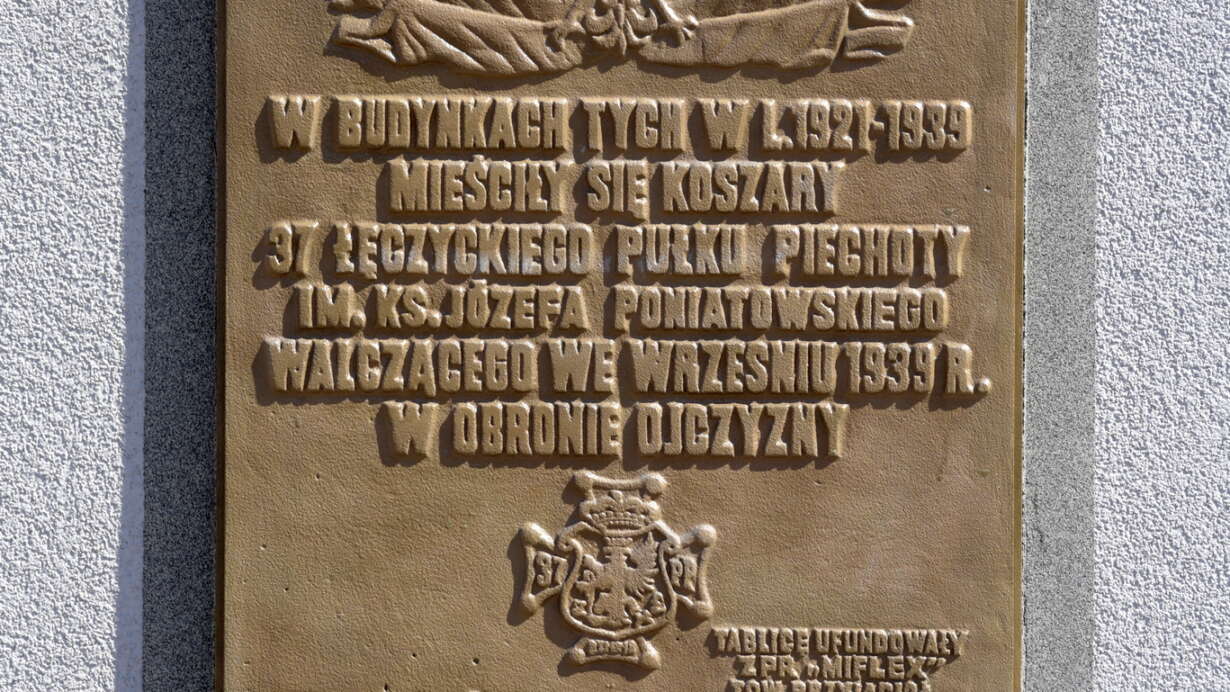 W BUDYNKACH TYCH W L.1921-1939
MIEŚCIŁY SIĘ KOSZARY
37 ŁĘCZYCKIEGO PUŁKU PIECHOTY
IM. KS. JÓZEFA PONIATOWSKIEGO
WALCZĄCEGO WE WRZEŚNIU 1939 R.
W OBRONIE OJCZYZNY
37 PP
TABLICĘ UFUNDOWAŁY
ZPR "MIFLEX"